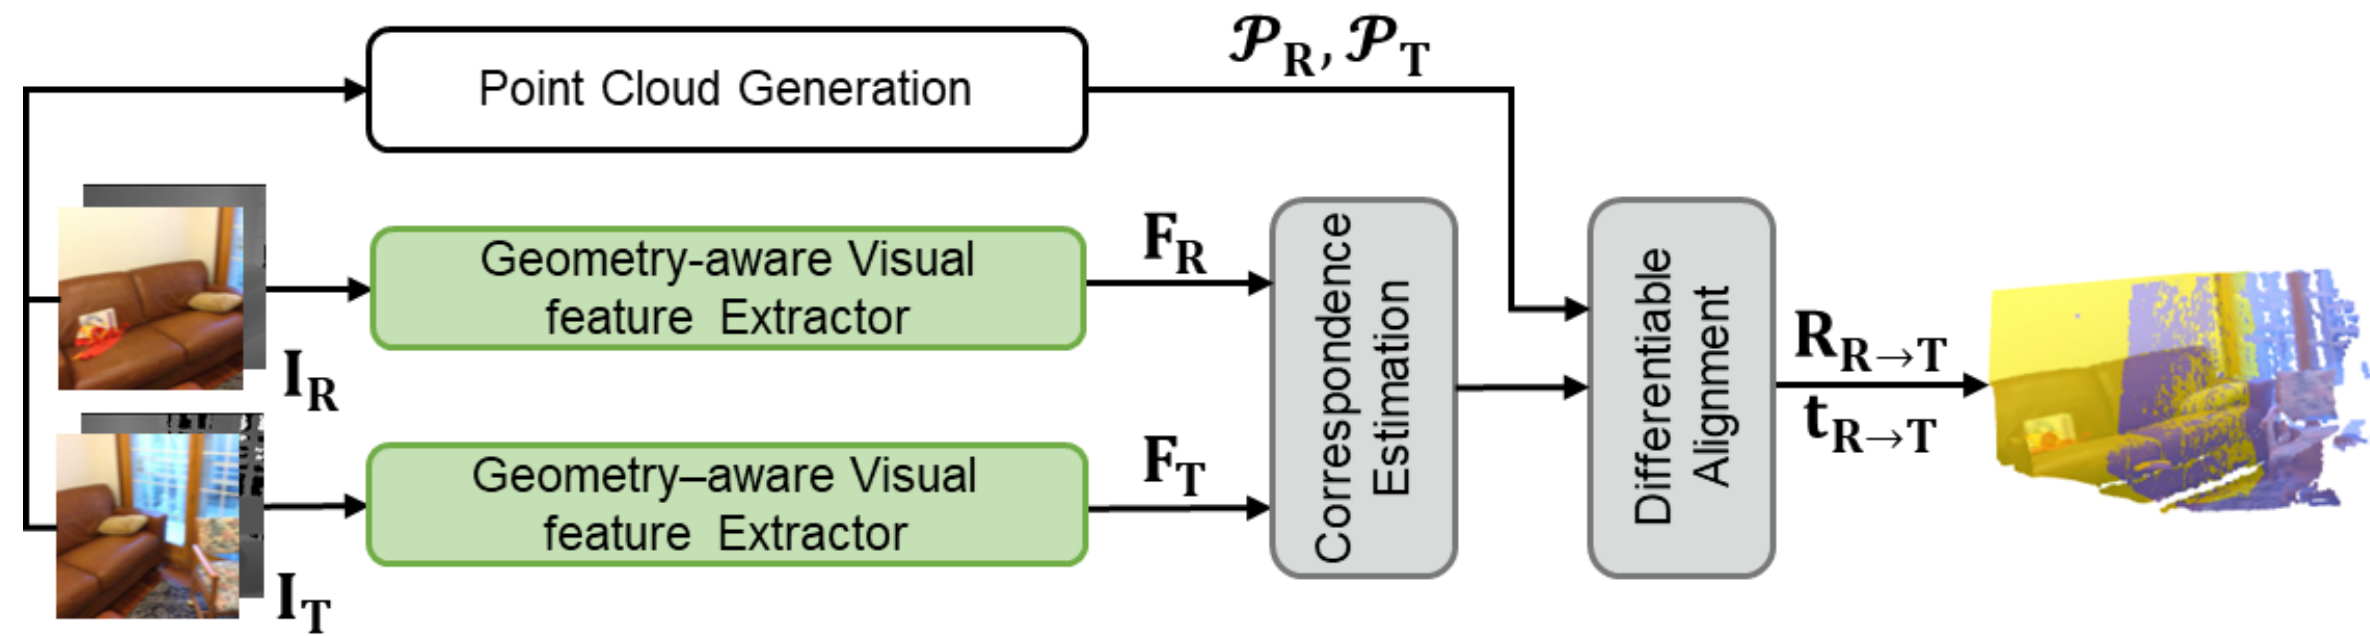 Point Cloud Generation
𝓟R, 𝓟T
Geometry-aware Visual
feature Extractor
IR
FR
Geometry–aware Visual
feature Extractor
IT
FT
Correspondence
Estimation
Differentiable
Alignment
RR→T
tR→T